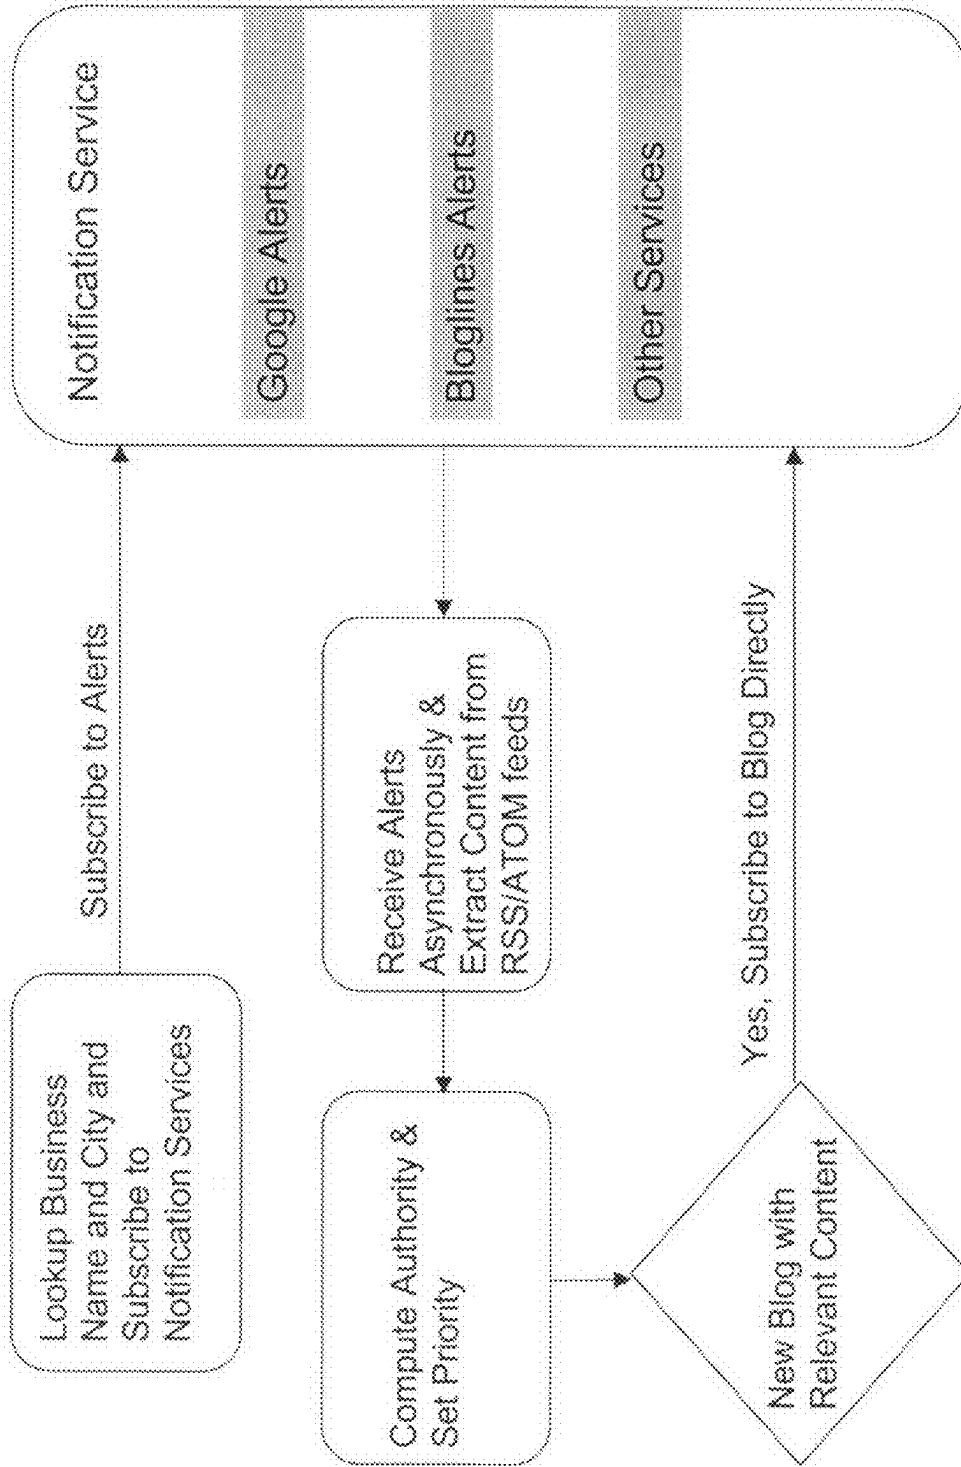 Lookup Business
Name and City and
Subscribe to
Notification Services
Subscribe to Alerts
Notification Service
Google Alerts
Bloglines Alerts
Other Services
Receive Alerts
Asynchronously &
Extract Content from
RSS/ATOM feeds
Compute Authority &
Set Priority
New Blog with
Relevant Content
Yes, Subscribe to Blog Directly